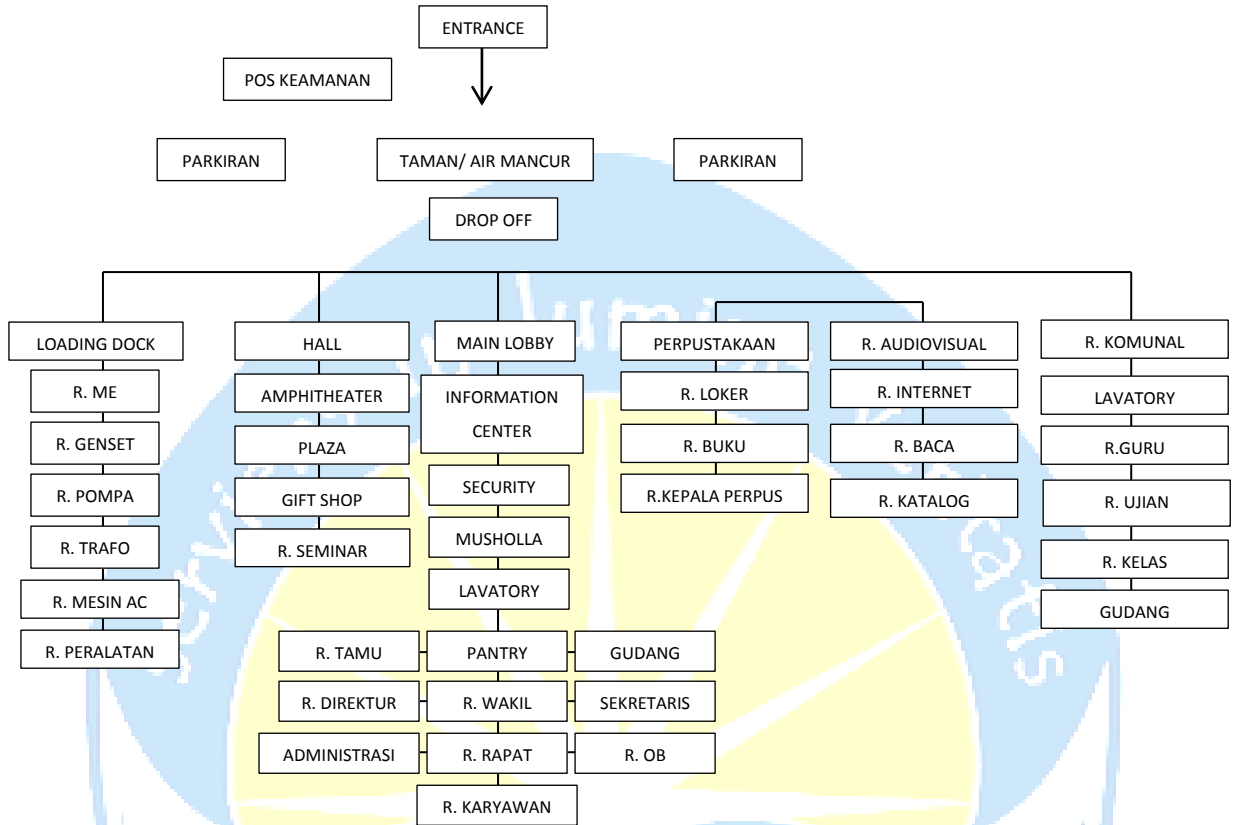 ENTRANCE
POS KEAMANAN
PARKIRAN
TAMAN/ AIR MANCUR
PARKIRAN
DROP OFF
LOADING DOCK
R. ME
R. GENSET
R. POMPA
R. TRAFO
R. MESIN AC
R. PERALATAN
HALL
AMPHITHEATER
PLAZA
GIFT SHOP
R. SEMINAR
MAIN LOBBY
INFORMATION
CENTER
SECURITY
MUSHOLLA
LAVATORY
R. TAMU
PANTRY
GUDANG
R. DIREKTUR
R. WAKIL
SEKRETARIS
ADMINISTRASI
R. RAPAT
R. OB
R. KARYAWAN
PERPUSTAKAAN
R. LOKER
R. BUKU
R.KEPALA PERPUS
R. AUDIOVISUAL
R. INTERNET
R. BACA
R. KATALOG
R. KOMUNAL
LAVATORY
R.GURU
R. UJIAN
R. KELAS
GUDANG